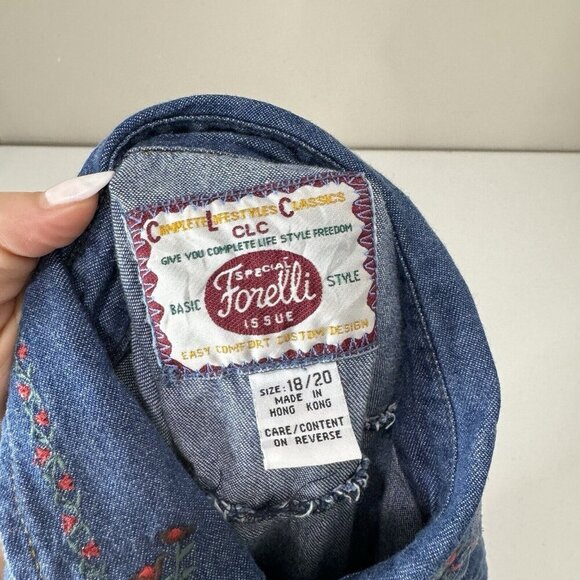 COMPLETE LIFESTYLES CLASSICS
CLC
GIVE YOU COMPLETE LIFE STYLE FREEDOM
SPECIAL
BASIC Forelli STYLE
ISSUE
EASY COMFORT CUSTOM DESIGN
SIZE: 18/20
MADE IN
HONG KONG
CARE/CONTENT
ON REVERSE